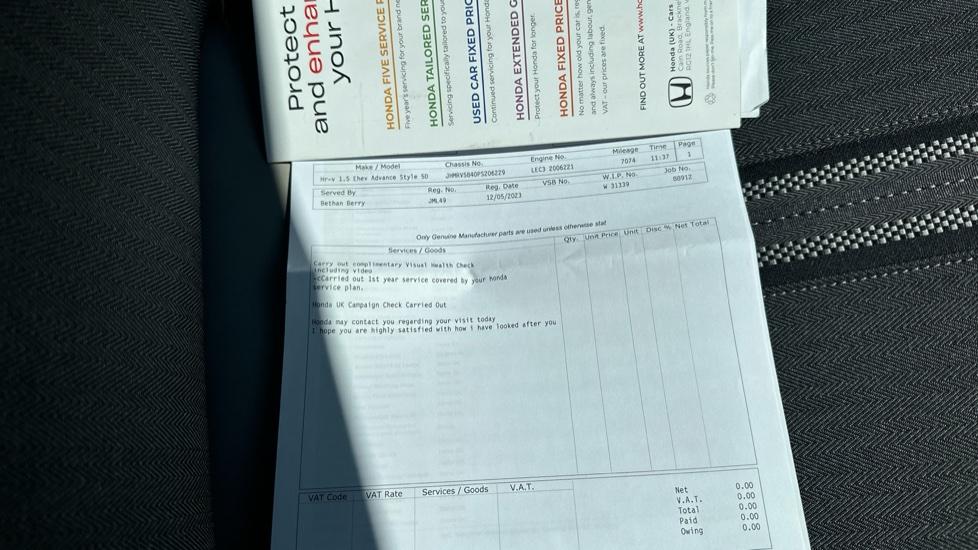 Protect
and enhan
your H
HONDA FIVE SERVICE P
Five year's servicing for your brand ne
HONDA TAILORED SER
Servicing specifically tailored to your
USED CAR FIXED PRIC
Continued servicing for your Honda
HONDA EXTENDED G
Protect your Honda for longer.
HONDA FIXED PRICE
No matter how old your car is, re
and always including labour, gen
VAT - our prices are fixed.
FIND OUT MORE AT www.ho
Honda (UK) - Cars
Cain Road, Bracknel
RG12 1HL England.
Make / Model Chassis No. Engine No. Mileage Time Page
Hr-v 1.5 Ehev Advance Style 5D JHMRV5840PS206229 LEC3 2006221 7074 11:37 1
Served By Reg. No. Reg. Date VSB No. W.I.P. No. Job No.
Bethan Berry JML49 12/05/2023 W 31339 80912
Only Genuine Manufacturer parts are used unless otherwise stat
Services / Goods Qty. Unit Price Unit Disc % Net Total
Carry out complimentary Visual Health Check
including video
-cCarried out 1st year service covered by your honda
service plan.
Honda UK Campaign Check Carried Out
Honda may contact you regarding your visit today
I hope you are highly satisfied with how i have looked after you
VAT Code VAT Rate Services / Goods V.A.T.
Net 0.00
V.A.T. 0.00
Total 0.00
Paid 0.00
Owing 0.00